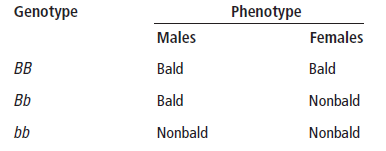 Genotype Phenotype
Males Females
BB Bald Bald
Bb Bald Nonbald
bb Nonbald Nonbald